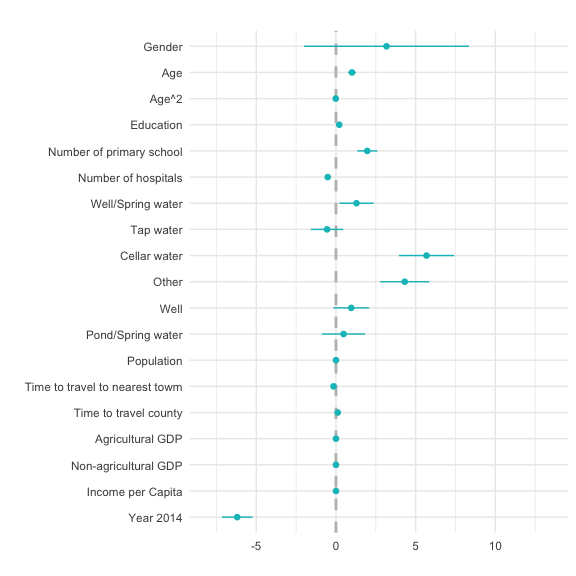 Gender
Age
Age^2
Education
Number of primary school
Number of hospitals
Well/Spring water
Tap water
Cellar water
Other
Well
Pond/Spring water
Population
Time to travel to nearest towm
Time to travel county
Agricultural GDP
Non-agricultural GDP
Income per Capita
Year 2014
-5 0 5 10